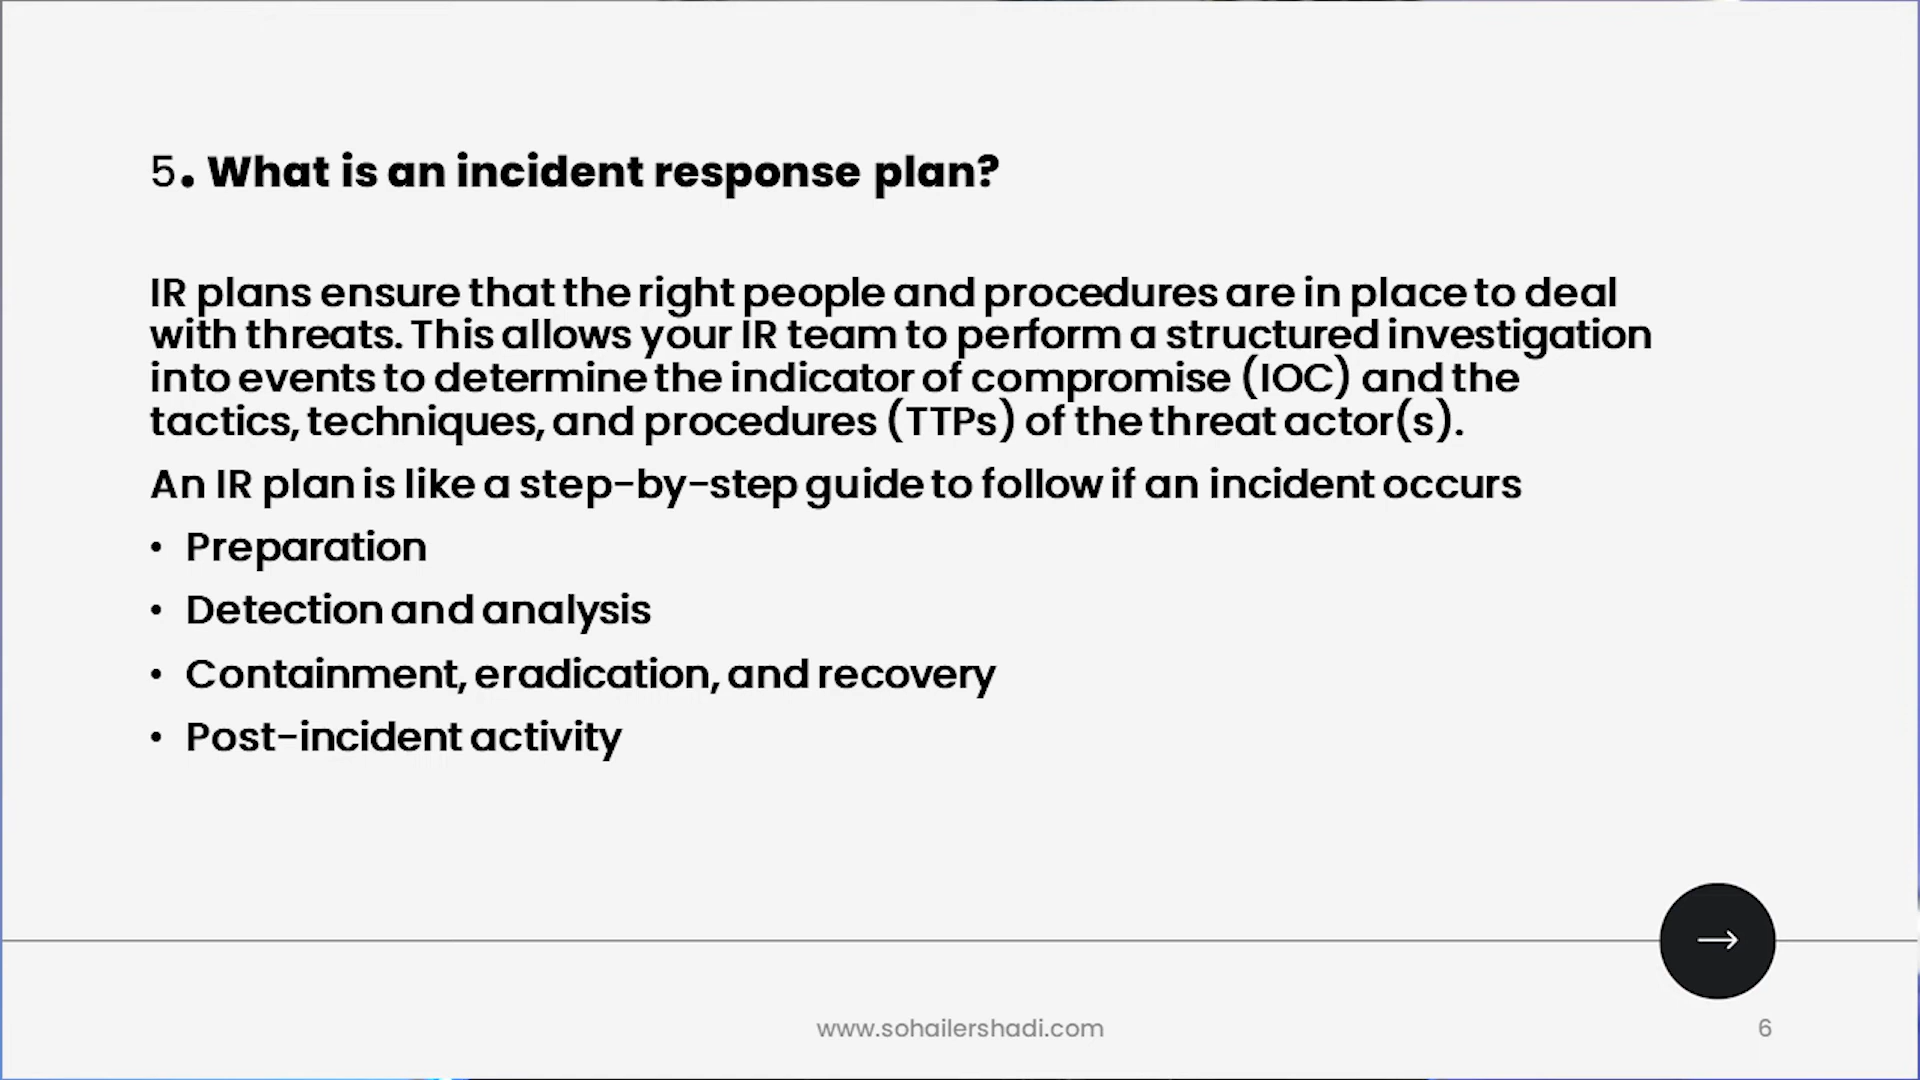 5. What is an incident response plan?
IR plans ensure that the right people and procedures are in place to deal
with threats. This allows your IR team to perform a structured investigation
into events to determine the indicator of compromise (IOC) and the
tactics, techniques, and procedures (TTPs) of the threat actor(s).
An IR plan is like a step-by-step guide to follow if an incident occurs
• Preparation
• Detection and analysis
• Containment, eradication, and recovery
• Post-incident activity
www.sohailershadi.com
6